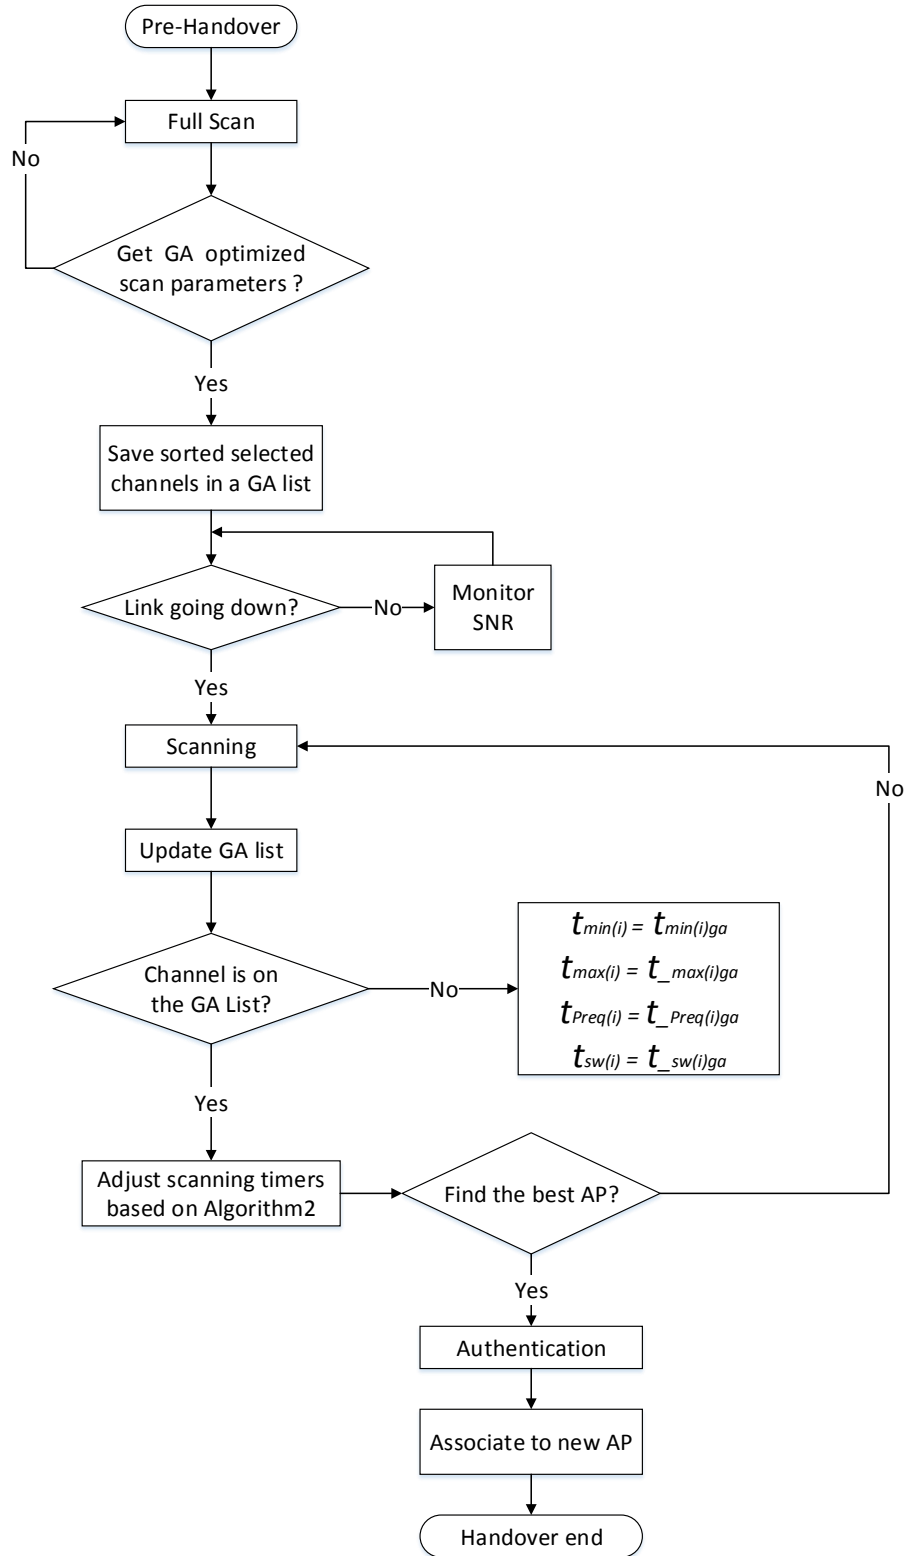 Pre-Handover
Full Scan
No
Get GA optimized
scan parameters ?
Yes
Save sorted selected
channels in a GA list
Link going down?
No
Monitor
SNR
Yes
Scanning
No
Update GA list
Channel is on
the GA List?
No
tmin(i) = tmin(i)ga
tmax(i) = t_max(i)ga
tPreq(i) = t_Preq(i)ga
tsw(i) = t_sw(i)ga
Yes
Adjust scanning timers
based on Algorithm2
Find the best AP?
Yes
Authentication
Associate to new AP
Handover end